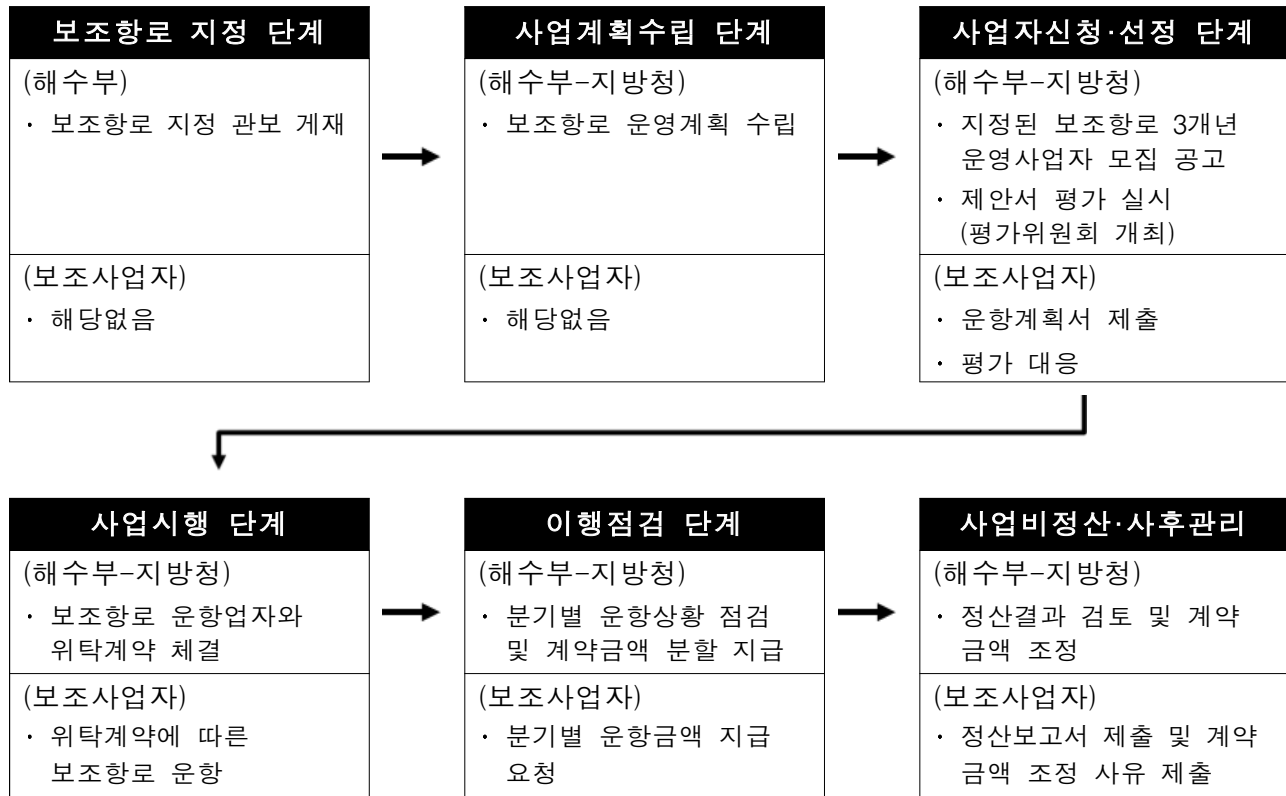 보조항로 지정 단계
(해수부)
· 보조항로 지정 관보 게재
(보조사업자)
· 해당없음
사업계획수립 단계
(해수부-지방청)
· 보조항로 운영계획 수립
(보조사업자)
· 해당없음
사업자신청·선정 단계
(해수부-지방청)
· 지정된 보조항로 3개년
운영사업자 모집 공고
· 제안서 평가 실시
(평가위원회 개최)
(보조사업자)
· 운항계획서 제출
· 평가 대응
사업시행 단계
(해수부-지방청)
· 보조항로 운항업자와
위탁계약 체결
(보조사업자)
· 위탁계약에 따른
보조항로 운항
이행점검 단계
(해수부-지방청)
· 분기별 운항상황 점검
및 계약금액 분할 지급
(보조사업자)
· 분기별 운항금액 지급
요청
사업비정산·사후관리
(해수부-지방청)
· 정산결과 검토 및 계약
금액 조정
(보조사업자)
· 정산보고서 제출 및 계약
금액 조정 사유 제출